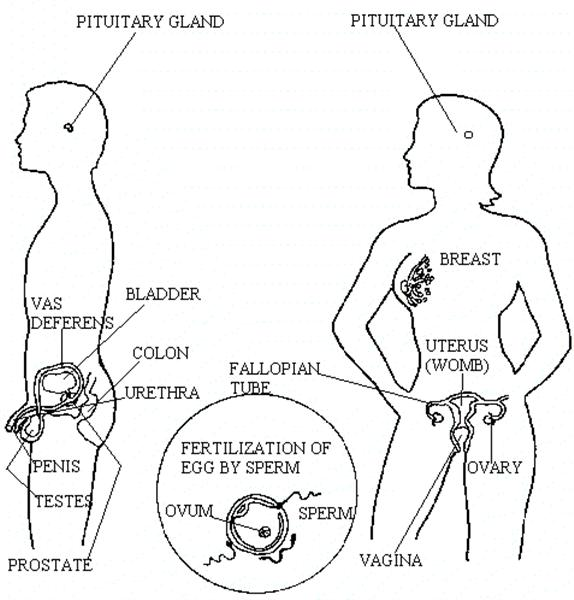 PITUITARY GLAND
PITUITARY GLAND
BREAST
VAS
DEFERENS
BLADDER
COLON
URETHRA
PENIS
TESTES
PROSTATE
FALLOPIAN
TUBE
UTERUS
(WOMB)
OVARY
VAGINA
FERTILIZATION OF
EGG BY SPERM
OVUM
SPERM